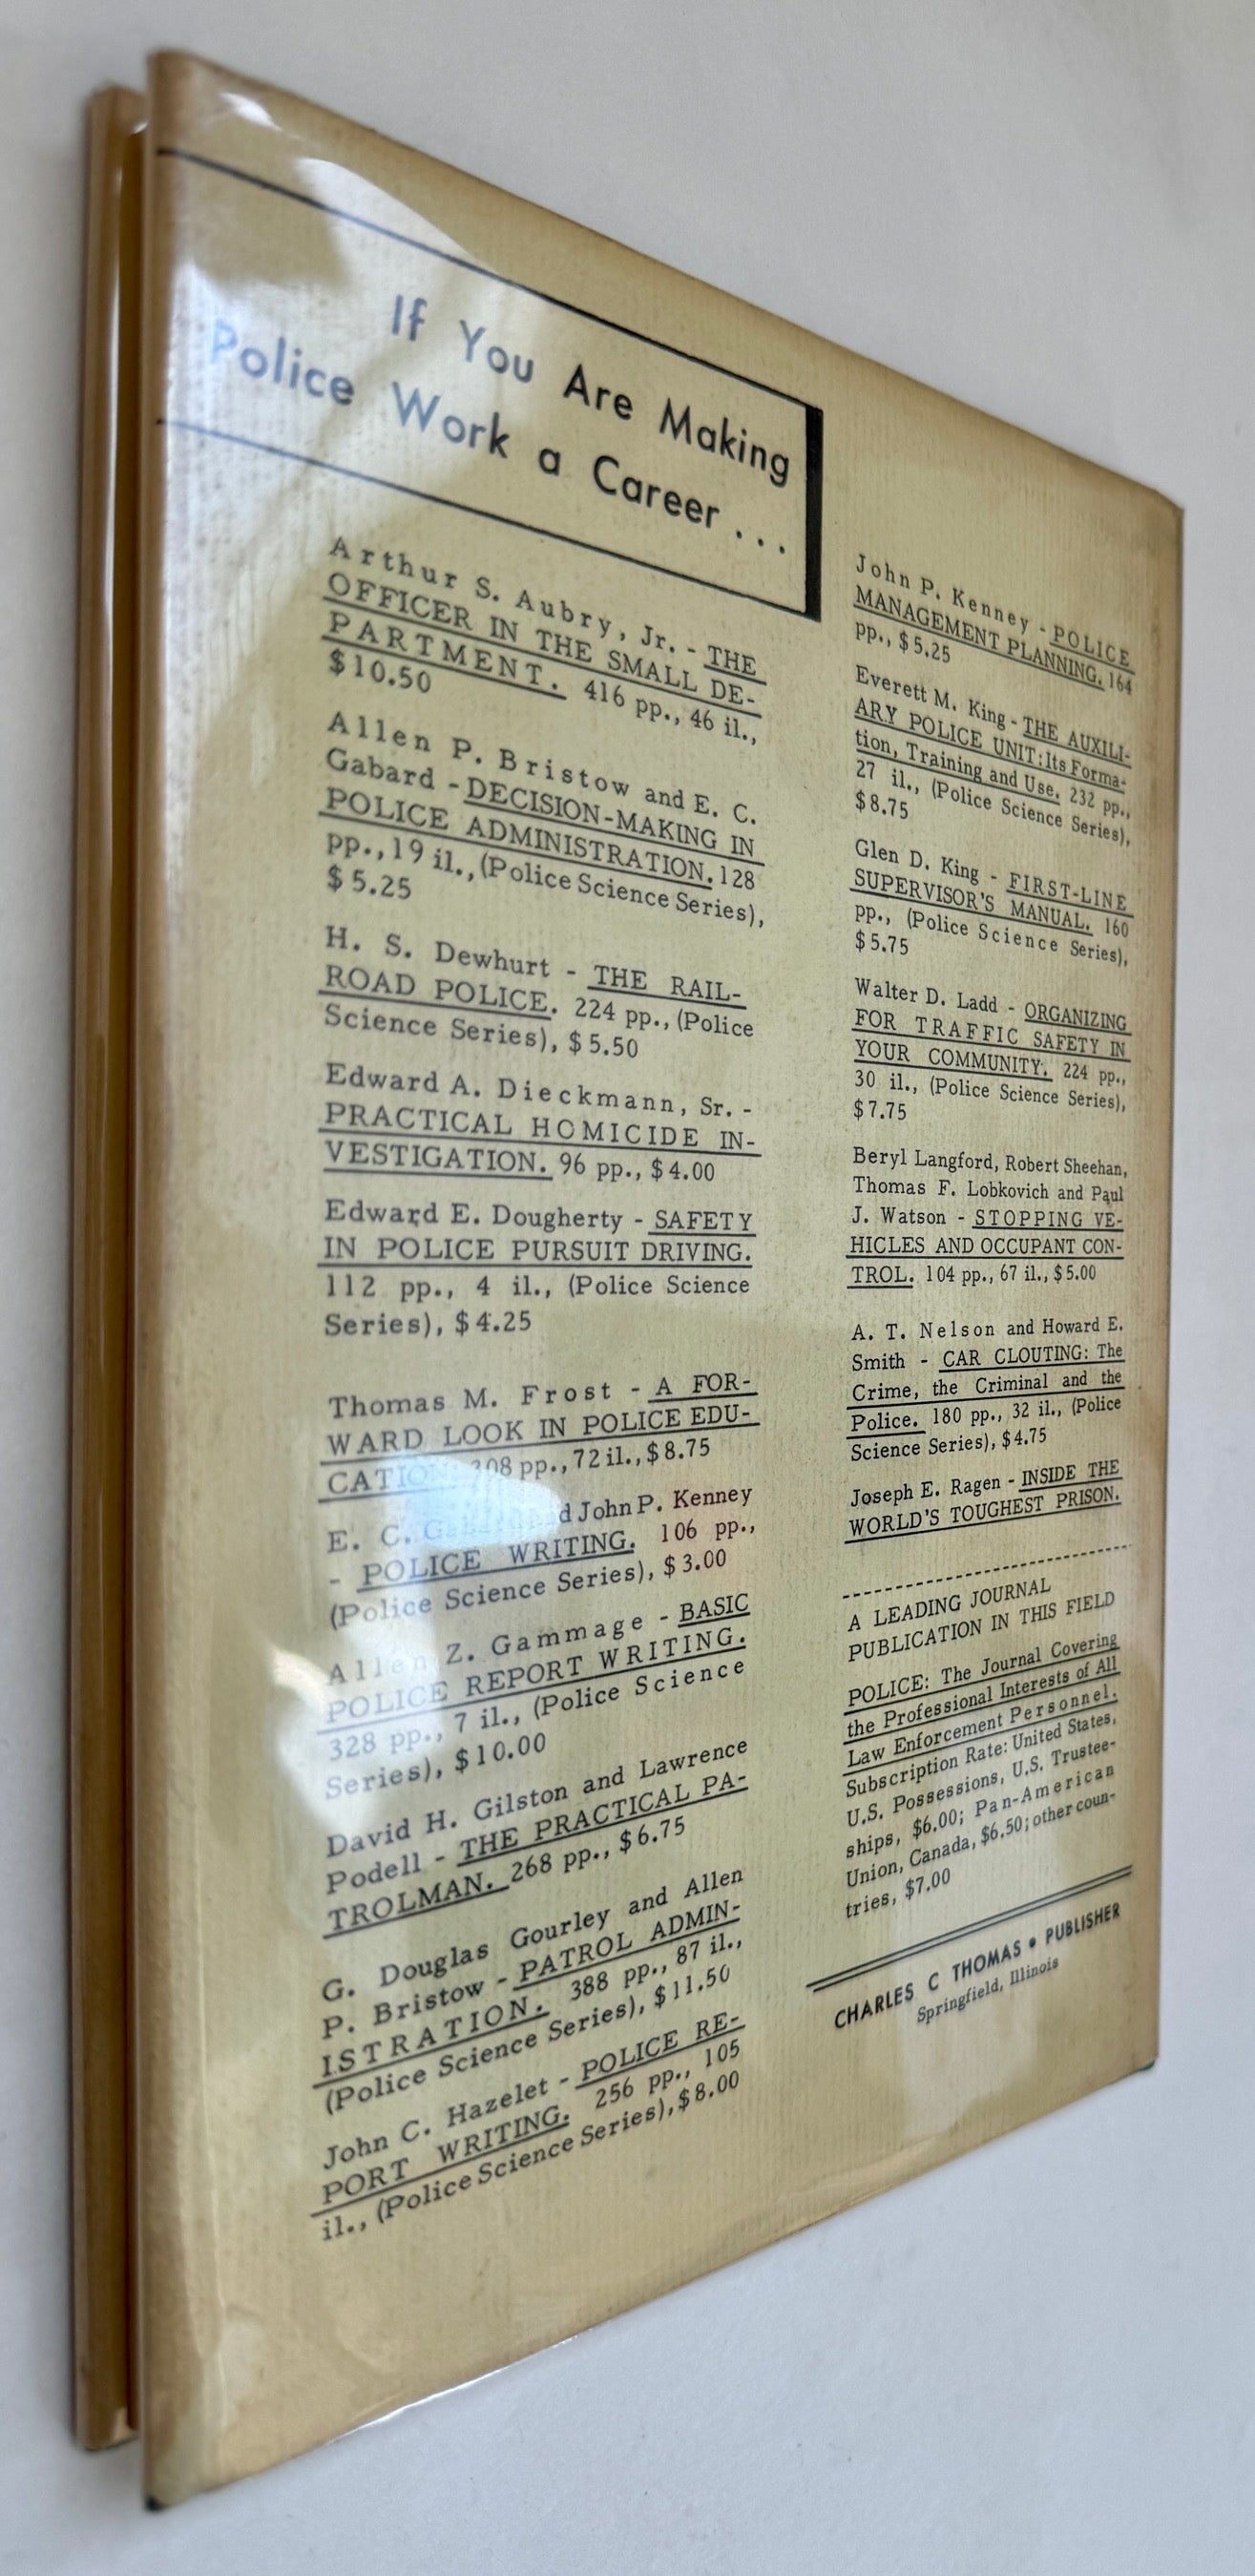 If You Are Making
Police Work a Career . . .
Arthur S. Aubry, Jr. - THE
OFFICER IN THE SMALL DE-
PARTMENT. 416 pp., 46 il.,
$10.50
Allen P. Bristow and E. C.
Gabard - DECISION-MAKING IN
POLICE ADMINISTRATION. 128
pp., 19 il., (Police Science Series),
$5.25
H. S. Dewhurt - THE RAIL-
ROAD POLICE. 224 pp., (Police
Science Series), $5.50
Edward A. Dieckmann, Sr. -
PRACTICAL HOMICIDE IN-
VESTIGATION. 96 pp., $4.00
Edward E. Dougherty - SAFETY
IN POLICE PURSUIT DRIVING.
112 pp., 4 il., (Police Science
Series), $4.25
Thomas M. Frost - A FOR-
WARD LOOK IN POLICE EDU-
CATION. 308 pp., 72 il., $8.75
E. C. John P. Kenney
- POLICE WRITING. 106 pp.,
(Police Science Series), $3.00
Allen Z. Gammage - BASIC
POLICE REPORT WRITING.
328 pp., 7 il., (Police Science
Series), $10.00
David H. Gilston and Lawrence
Podell - THE PRACTICAL PA-
TROLMAN. 268 pp., $6.75
G. Douglas Gourley and Allen
P. Bristow - PATROL ADMIN-
ISTRATION. 388 pp., 87 il.,
(Police Science Series), $11.50
John C. Hazelet - POLICE RE-
PORT WRITING. 256 pp., 105
il., (Police Science Series), $8.00
John P. Kenney - POLICE
MANAGEMENT PLANNING. 164
pp., $5.25
Everett M. King - THE AUXILI-
ARY POLICE UNIT: Its Forma-
tion, Training and Use. 232 pp.,
27 il., (Police Science Series),
$8.75
Glen D. King - FIRST-LINE
SUPERVISOR'S MANUAL. 160
pp., (Police Science Series),
$5.75
Walter D. Ladd - ORGANIZING
FOR TRAFFIC SAFETY IN
YOUR COMMUNITY. 224 pp.,
30 il., (Police Science Series),
$7.75
Beryl Langford, Robert Sheehan,
Thomas F. Lobkovich and Paul
J. Watson - STOPPING VE-
HICLES AND OCCUPANT CON-
TROL. 104 pp., 67 il., $5.00
A. T. Nelson and Howard E.
Smith - CAR CLOUTING: The
Crime, the Criminal and the
Police. 180 pp., 32 il., (Police
Science Series), $4.75
Joseph E. Ragen - INSIDE THE
WORLD'S TOUGHEST PRISON.
A LEADING JOURNAL
PUBLICATION IN THIS FIELD
POLICE: The Journal Covering
the Professional Interests of All
Law Enforcement Personnel.
Subscription Rate: United States,
U.S. Possessions, U.S. Trustee-
ships, $6.00; Pan-American
Union, Canada, $6.50; other coun-
tries, $7.00
CHARLES C THOMAS • PUBLISHER
Springfield, Illinois